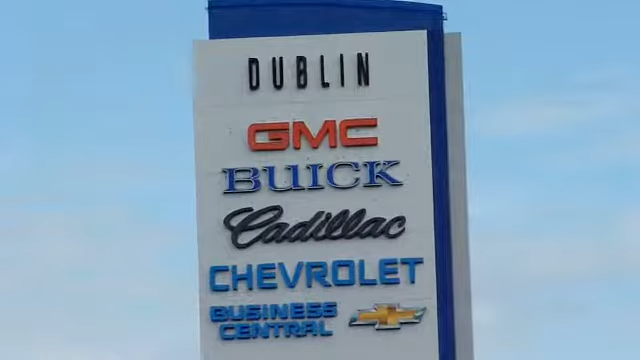 DUBLIN
GMC
BUICK
Cadillac
CHEVROLET
BUSINESS
CENTRAL